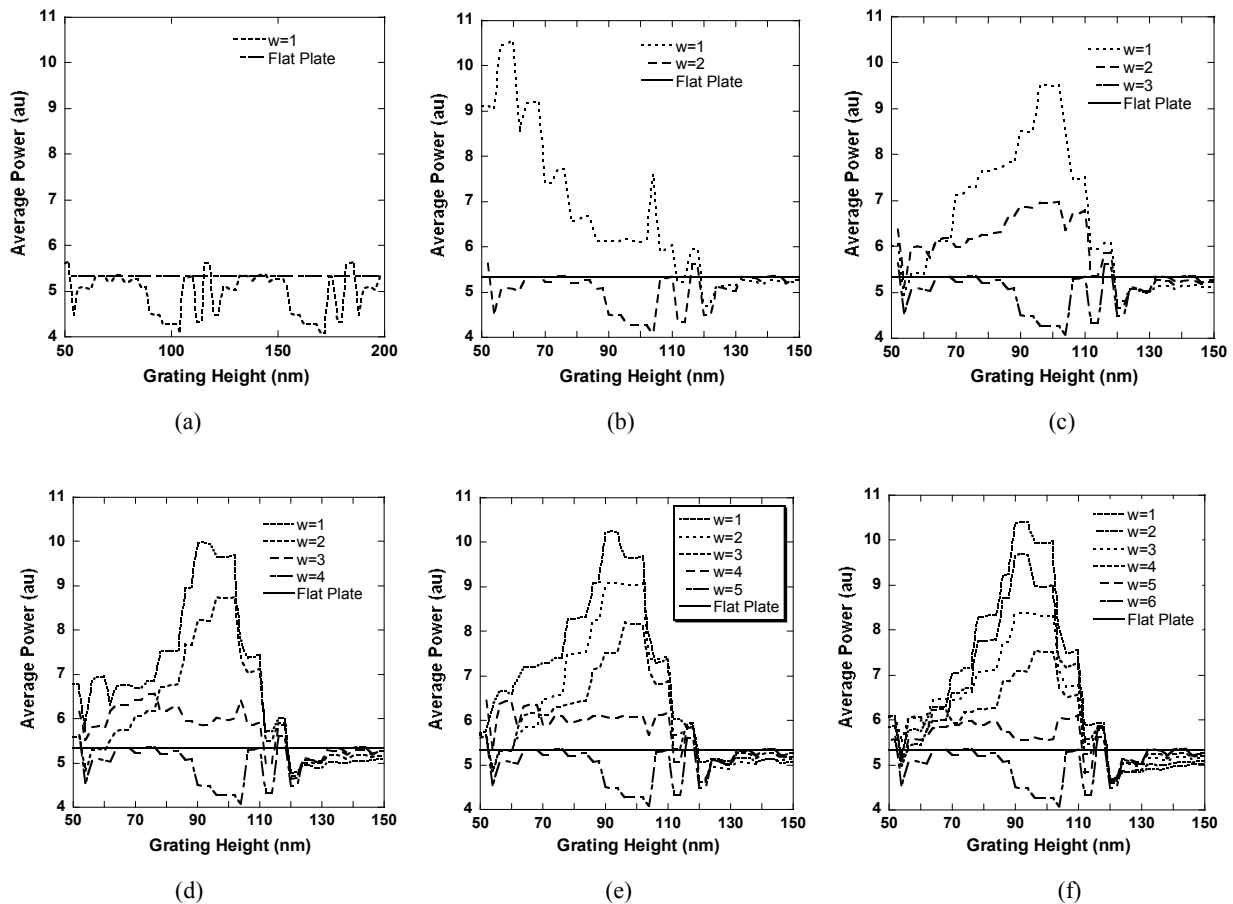 11
10
9
8
7
6
5
4
Average Power (au)
w=1
Flat Plate
50 100 150 200
Grating Height (nm)
(a)
11
10
9
8
7
6
5
4
Average Power (au)
w=1
w=2
Flat Plate
50 70 90 110 130 150
Grating Height (nm)
(b)
11
10
9
8
7
6
5
4
Average Power (au)
w=1
w=2
w=3
Flat Plate
50 70 90 110 130 150
Grating Height (nm)
(c)
11
10
9
8
7
6
5
4
Average Power (au)
w=1
w=2
w=3
w=4
Flat Plate
50 70 90 110 130 150
Grating Height (nm)
(d)
11
10
9
8
7
6
5
4
Average Power (au)
w=1
w=2
w=3
w=4
w=5
Flat Plate
50 70 90 110 130 150
Grating Height (nm)
(e)
11
10
9
8
7
6
5
4
Average Power (au)
w=1
w=2
w=3
w=4
w=5
w=6
Flat Plate
50 70 90 110 130 150
Grating Height (nm)
(f)